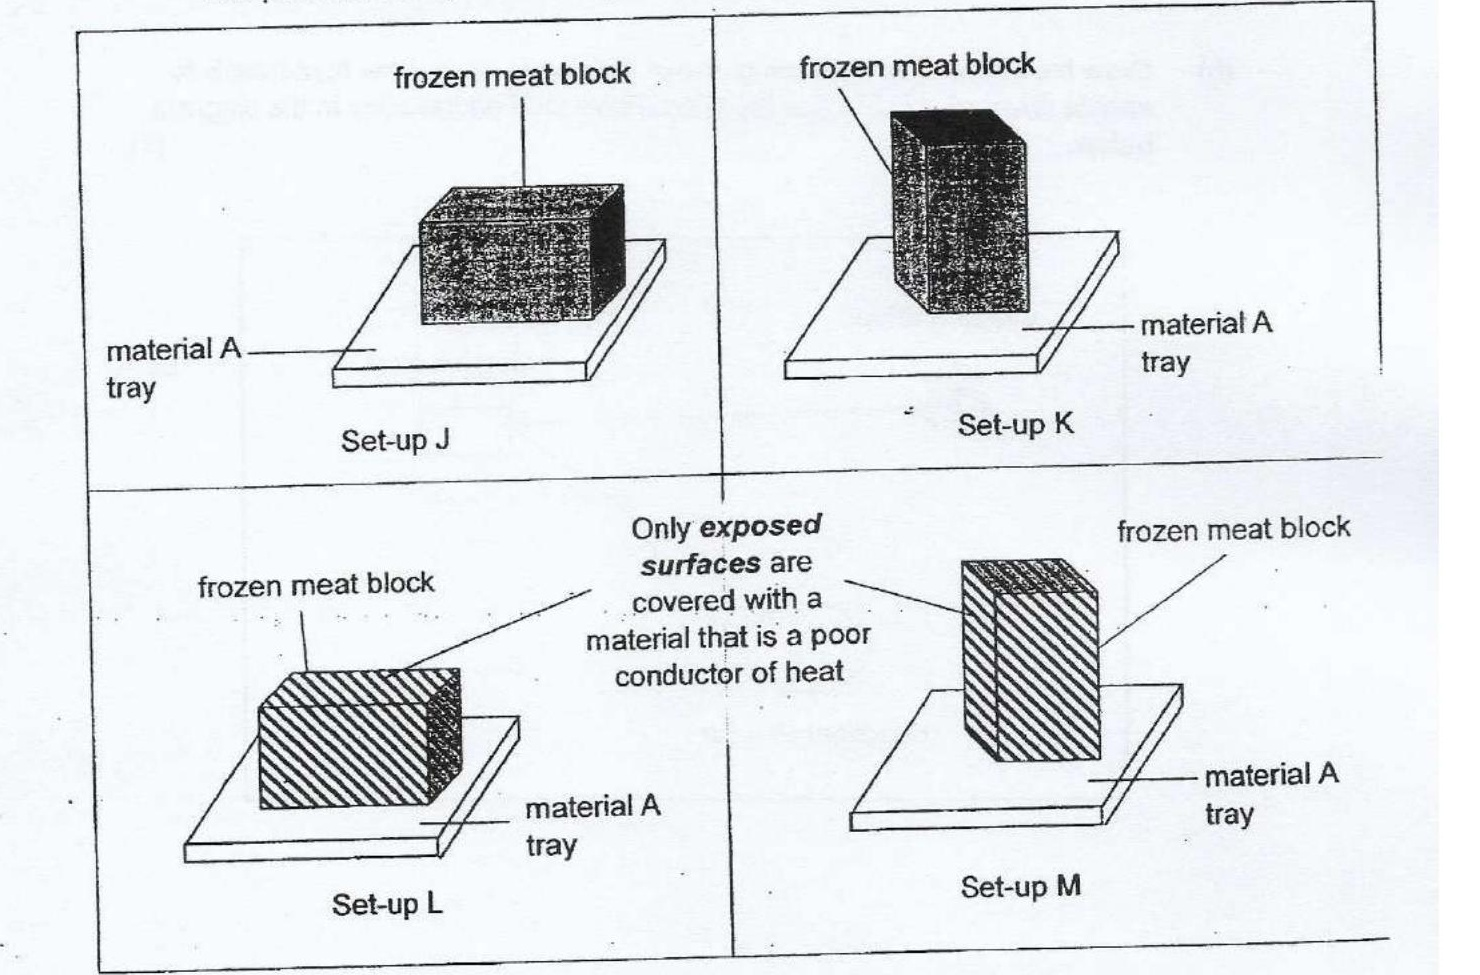 frozen meat block
material A
tray
Set-up J
frozen meat block
material A
tray
Set-up K
Only exposed
surfaces are
covered with a
material that is a poor
conductor of heat
frozen meat block
material A
tray
Set-up L
frozen meat block
material A
tray
Set-up M